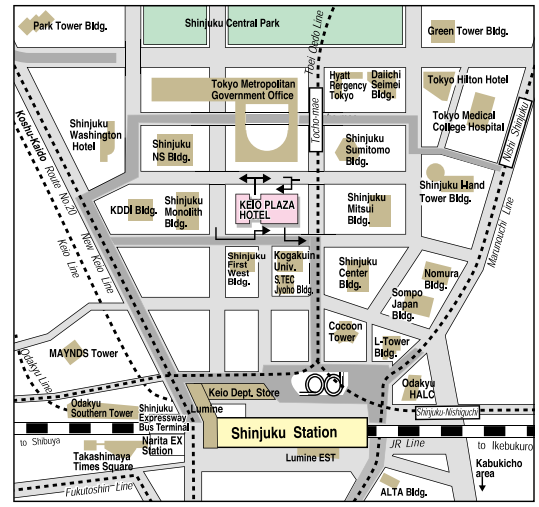 Park Tower Bldg.
Shinjuku Central Park
Toei Oedo Line
Green Tower Bldg.
Tokyo Metropolitan
Government Office
Hyatt
Rergency
Tokyo
Daiichi
Seimei
Bldg.
Tokyo Hilton Hotel
Tocho-mae
Tokyo Medical
College Hospital
Nishi Shinjuku
Koshu-Kaido Route No.20
Shinjuku
Washington
Hotel
Shinjuku
NS Bldg.
Shinjuku
Sumitomo
Bldg.
Shinjuku Hand
Tower Bldg.
KDDI Bldg.
Shinjuku
Monolith
Bldg.
KEIO PLAZA
HOTEL
Shinjuku
Mitsui
Bldg.
Marunouchi Line
Keio Line
New Keio Line
Shinjuku
First
West Bldg.
Kogakuin
Univ.
S,TEC
Jyoho Bldg.
Shinjuku
Center
Bldg.
Nomura
Bldg.
Sompo
Japan
Bldg.
Cocoon
Tower
L-Tower
Bldg.
MAYNDS Tower
Odakyu Line
Keio Dept. Store
Odakyu
HALC
Odakyu
Southern Tower
Shinjuku
Expressway
Bus Terminal
Lumine
Shinjuku-Nishiguchi
Shinjuku Station
to Shibuya
JR Line
to Ikebukuro
Narita EX
Station
Takashimaya
Times Square
Lumine EST
Kabukicho
area
Fukutoshin Line
ALTA Bldg.